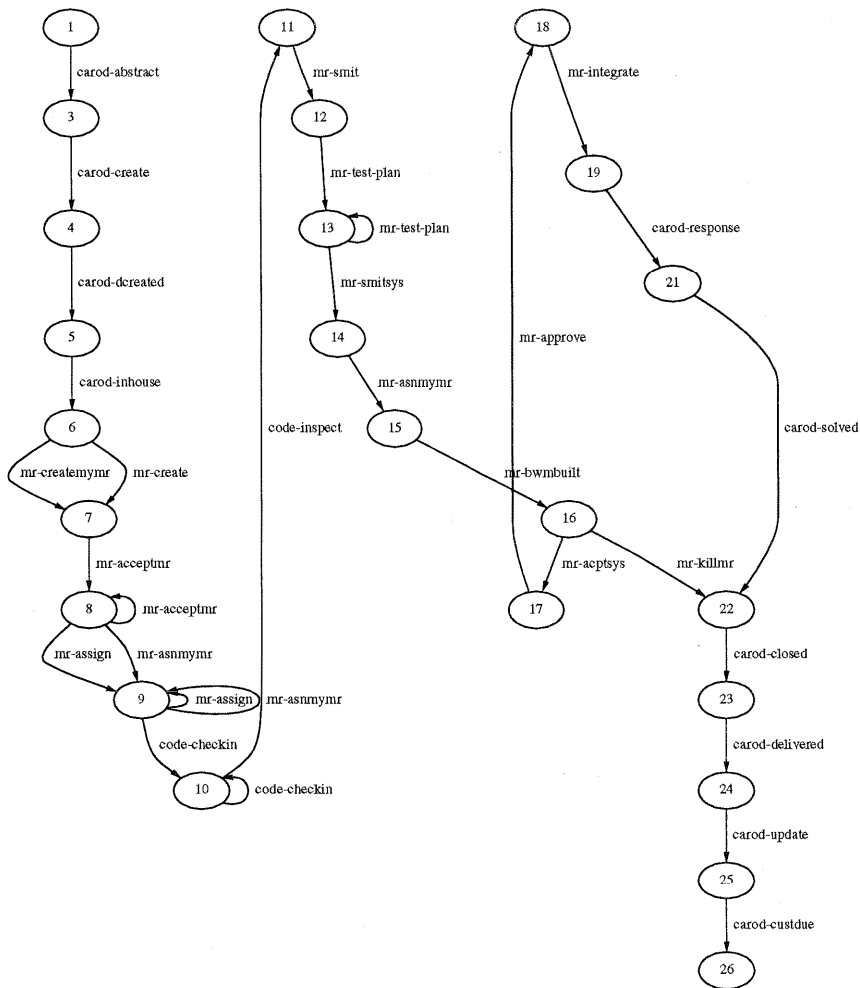 1
carod-abstract
3
carod-create
4
carod-dcreated
5
carod-inhouse
6
mr-createmymr
mr-create
7
mr-acceptmr
8
mr-acceptmr
mr-assign
mr-asnmymr
9
mr-assign
mr-asnmymr
code-checkin
10
code-checkin
code-inspect
11
mr-smit
12
mr-test-plan
13
mr-test-plan
mr-smitsys
14
mr-asnmymr
15
mr-bwmbuilt
16
mr-acptsys
mr-killmr
17
mr-approve
18
mr-integrate
19
carod-response
21
carod-solved
22
carod-closed
23
carod-delivered
24
carod-update
25
carod-custdue
26